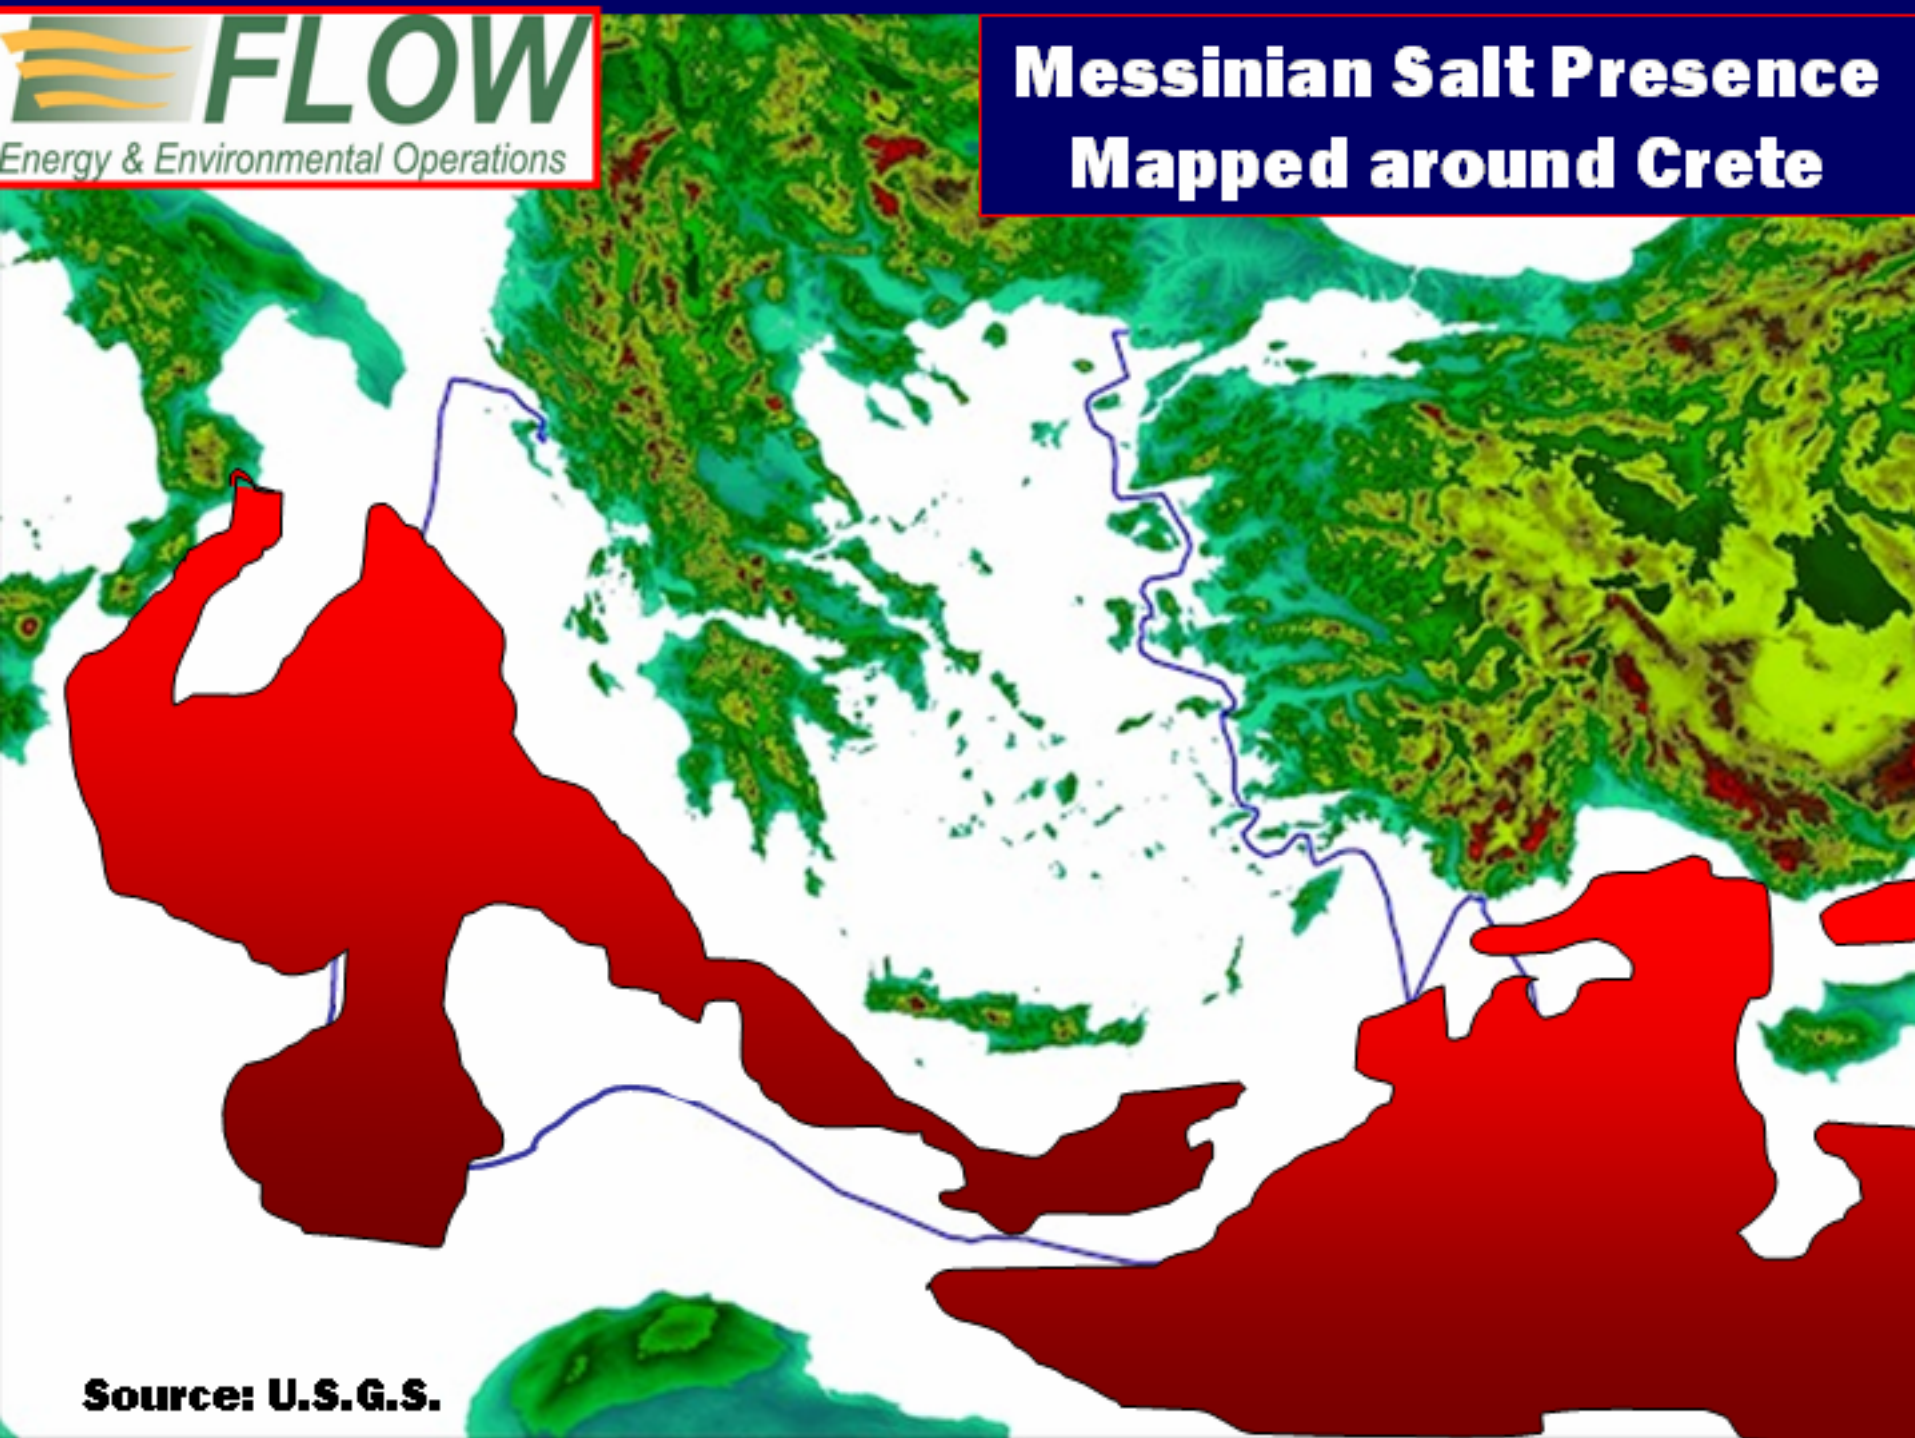 FLOW
Energy & Environmental Operations
Messinian Salt Presence
Mapped around Crete
Source: U.S.G.S.